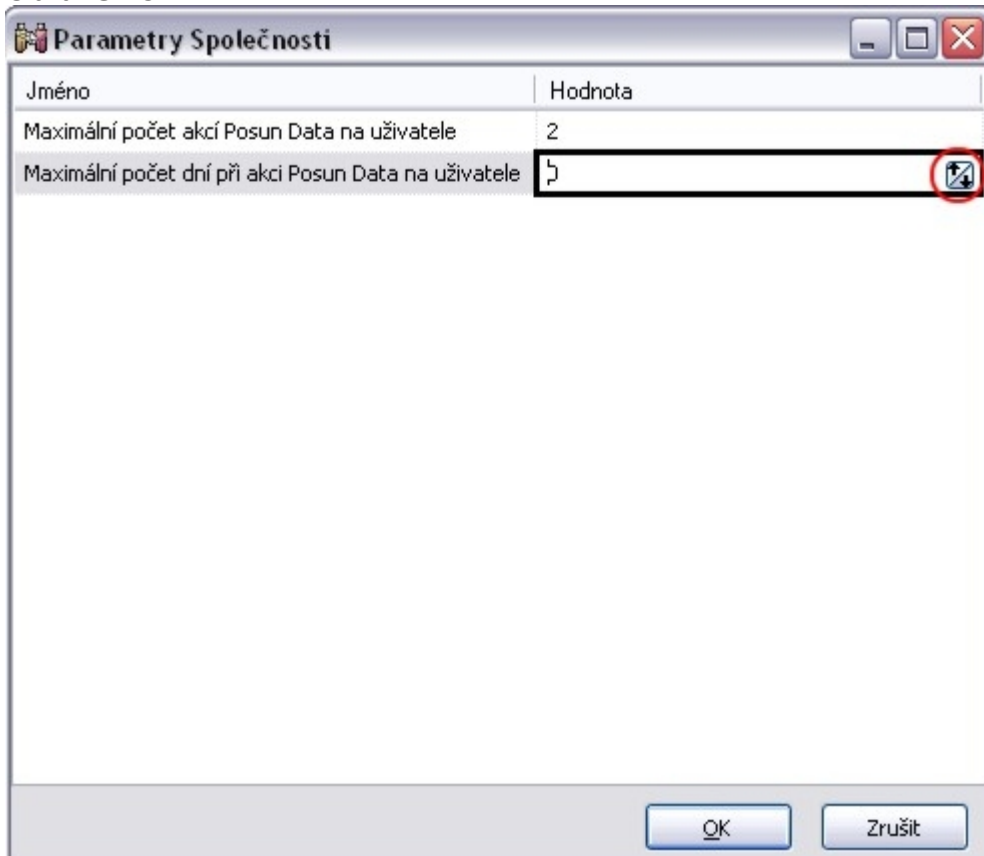 Parametry Společnosti
Jméno Hodnota
Maximální počet akcí Posun Data na uživatele 2
Maximální počet dní při akci Posun Data na uživatele
OK Zrušit